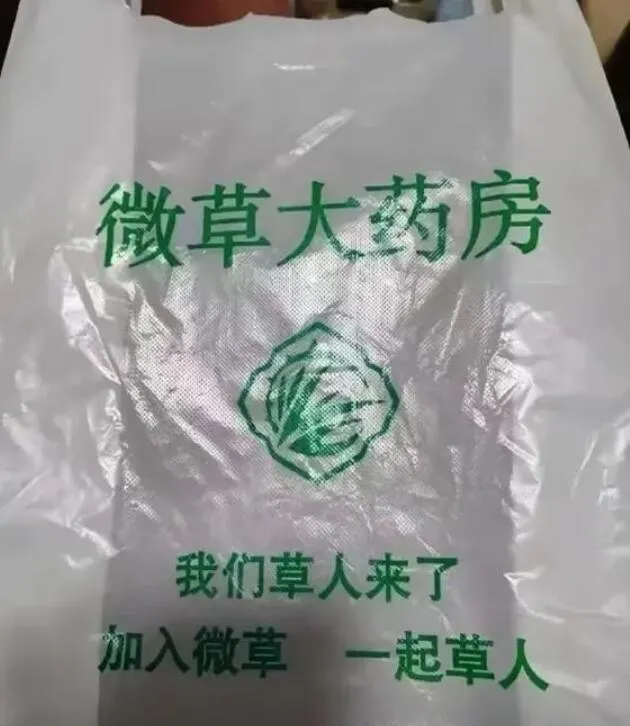 微草大药房
我们草人来了
加入微草 一起草人